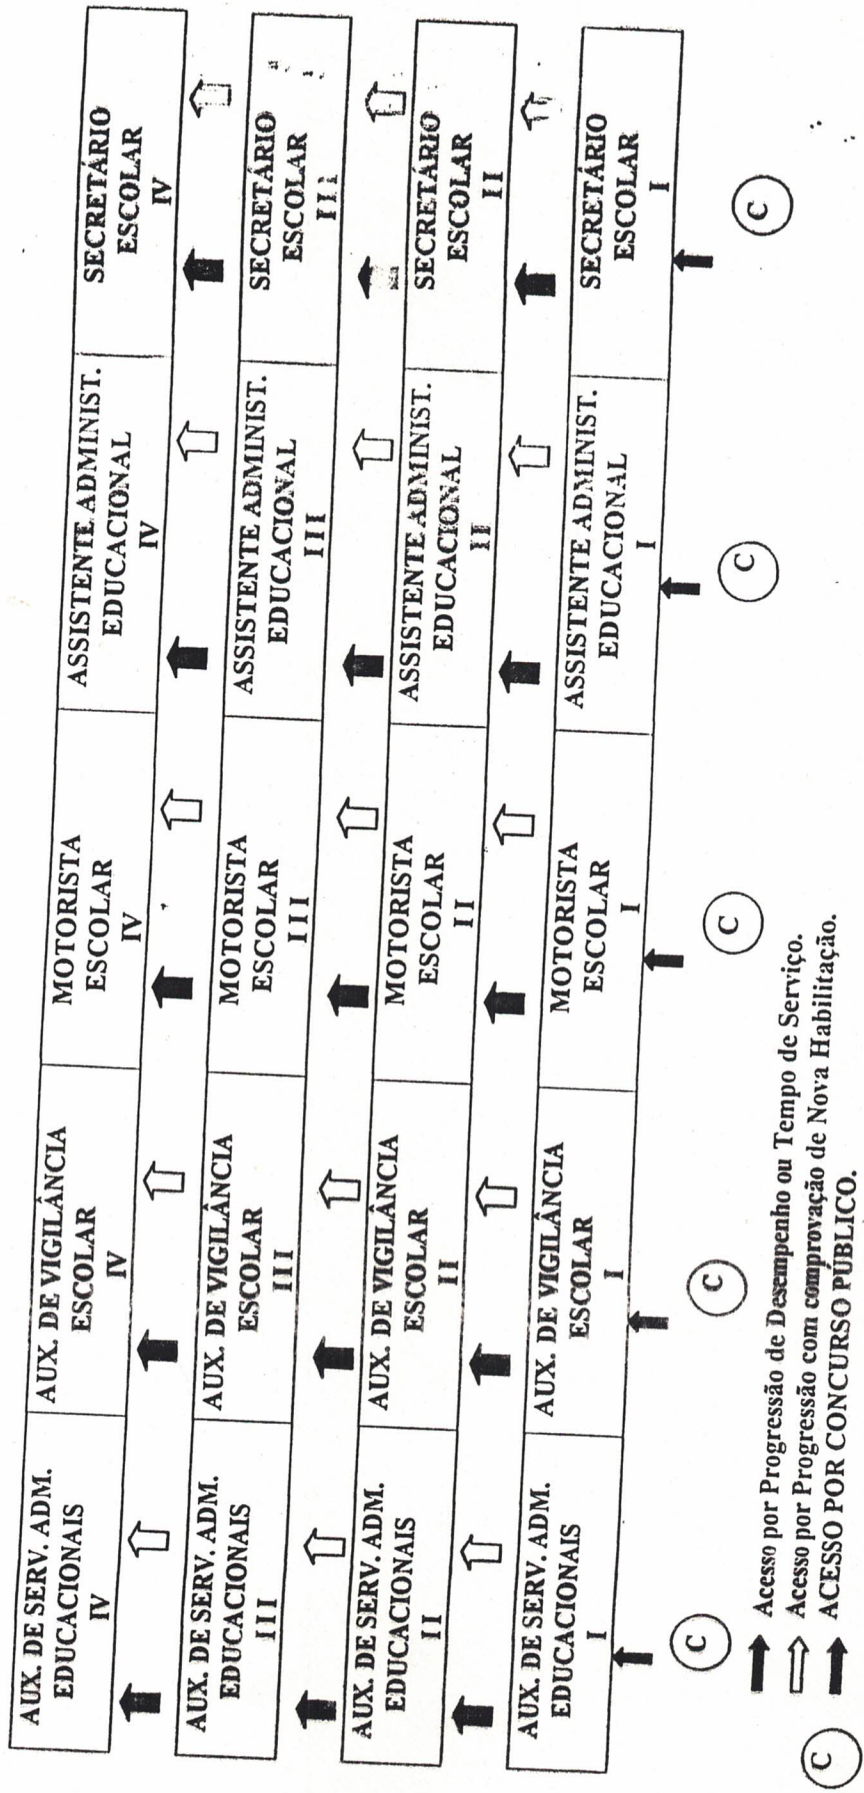 AUX. DE SERV. ADM.
EDUCACIONAIS
IV
AUX. DE VIGILÂNCIA
ESCOLAR
IV
MOTORISTA
ESCOLAR
IV
ASSISTENTE ADMINIST.
EDUCACIONAL
IV
SECRETÁRIO
ESCOLAR
IV
AUX. DE SERV. ADM.
EDUCACIONAIS
III
AUX. DE VIGILÂNCIA
ESCOLAR
III
MOTORISTA
ESCOLAR
III
ASSISTENTE ADMINIST.
EDUCACIONAL
III
SECRETÁRIO
ESCOLAR
III
AUX. DE SERV. ADM.
EDUCACIONAIS
II
AUX. DE VIGILÂNCIA
ESCOLAR
II
MOTORISTA
ESCOLAR
II
ASSISTENTE ADMINIST.
EDUCACIONAL
II
SECRETÁRIO
ESCOLAR
II
AUX. DE SERV. ADM.
EDUCACIONAIS
I
AUX. DE VIGILÂNCIA
ESCOLAR
I
MOTORISTA
ESCOLAR
I
ASSISTENTE ADMINIST.
EDUCACIONAL
I
SECRETÁRIO
ESCOLAR
I
C
C
C
C
C
Acesso por Progressão de Desempenho ou Tempo de Serviço.
Acesso por Progressão com comprovação de Nova Habilitação.
C ACESSO POR CONCURSO PÚBLICO.